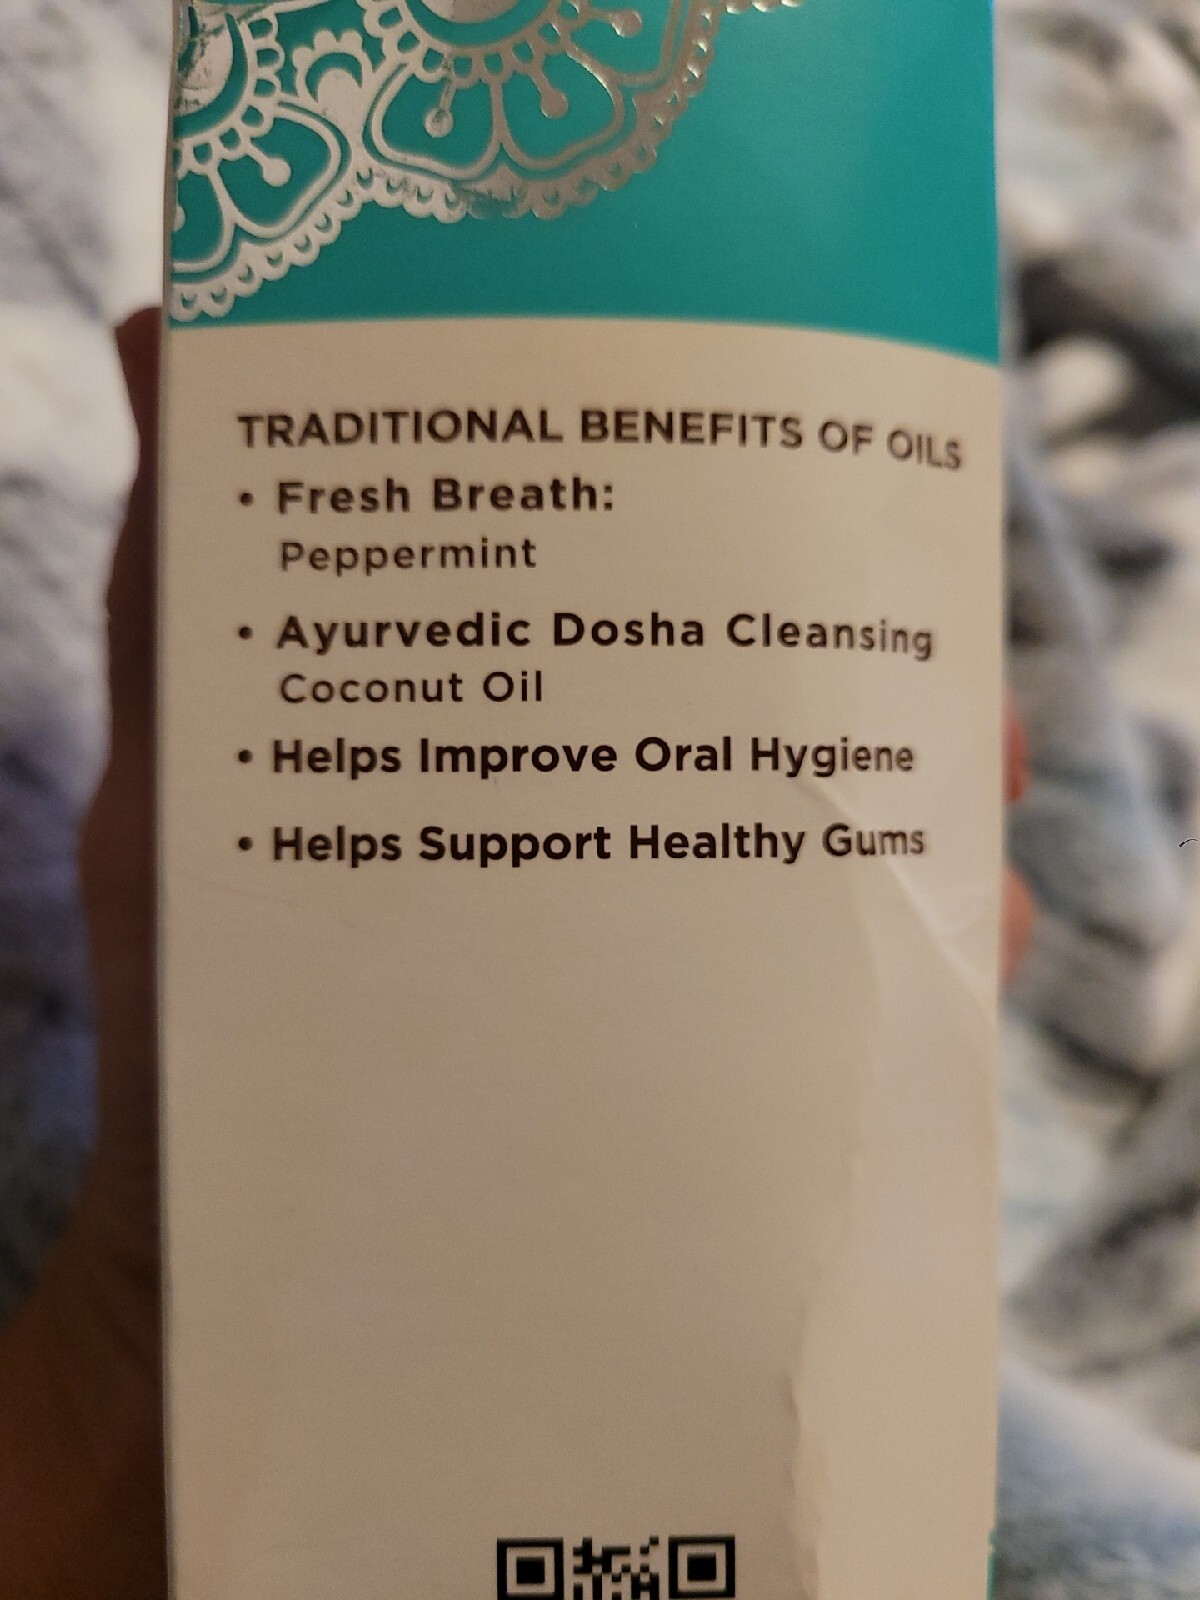 TRADITIONAL BENEFITS OF OILS
• Fresh Breath:
Peppermint
• Ayurvedic Dosha Cleansing
Coconut Oil
• Helps Improve Oral Hygiene
• Helps Support Healthy Gums